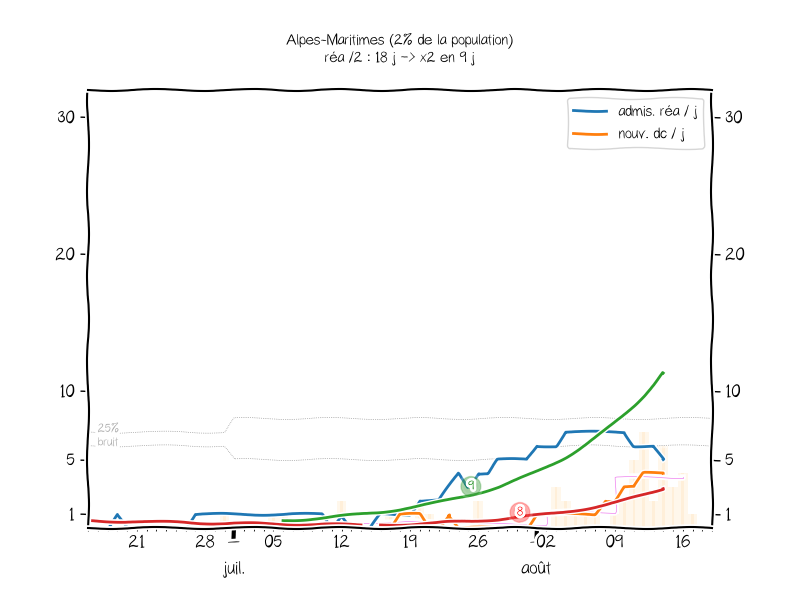 Alpes-Maritimes (2% de la population)
réa /2 : 18 j -> x2 en 9 j
admis. réa / j
nouv. dc / j
30
30
20
20
10
10
25%
bruit
5
5
9
8
1
1
21 28 05 12 19 26 02 09 16
juil. août